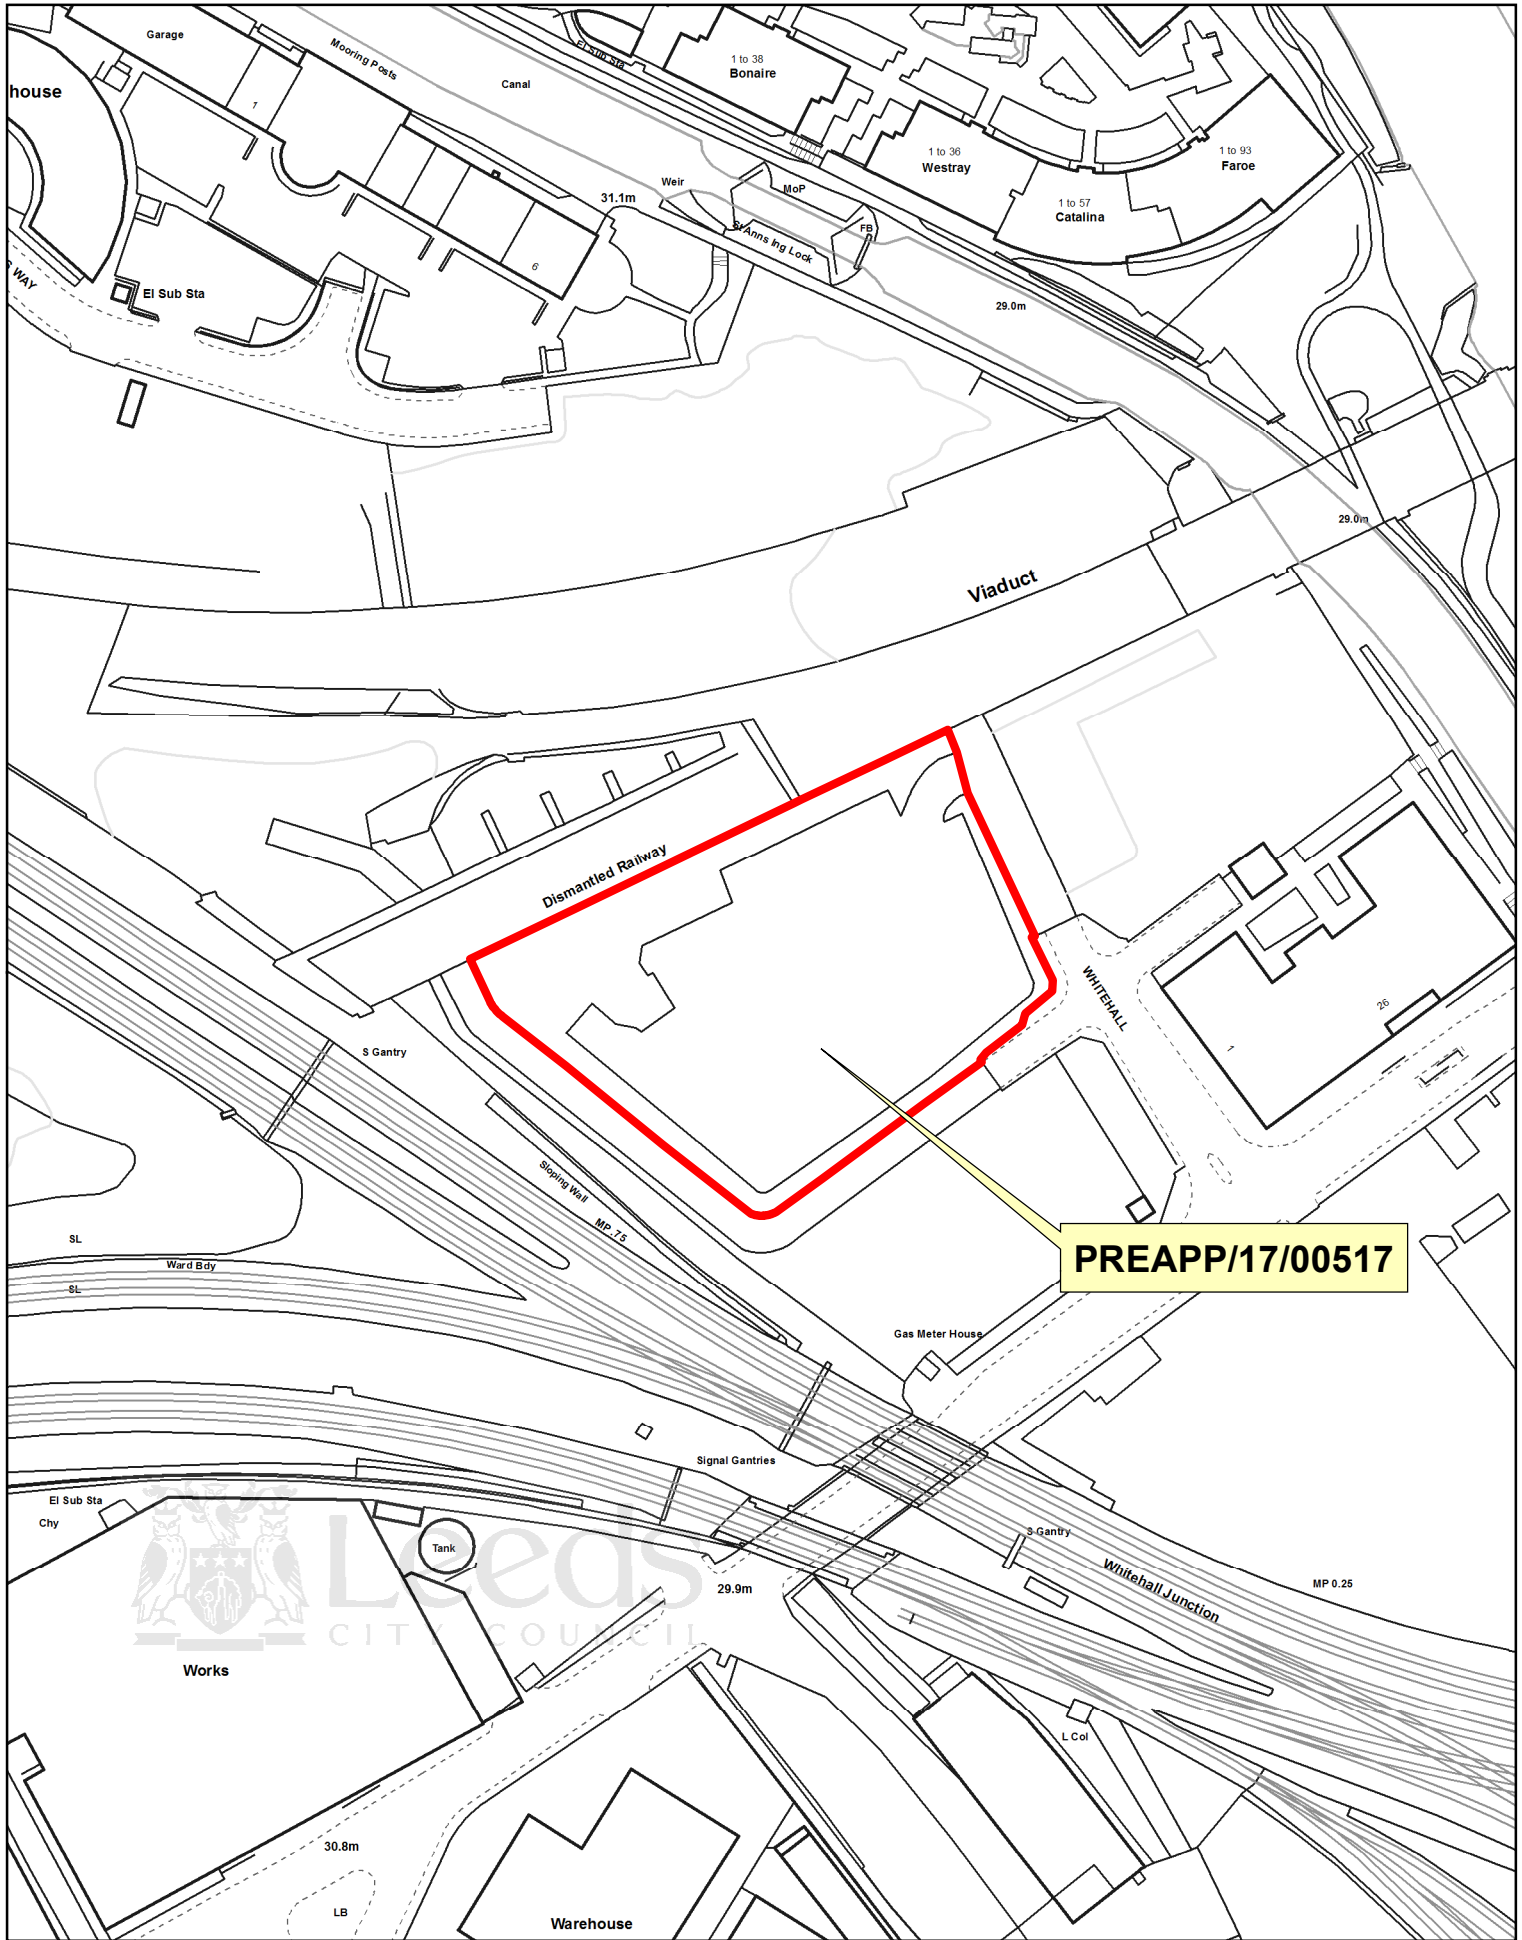 Garage
Mooring Posts
Canal
El Sub Sta
1 to 38
Bonaire
house
1
1 to 36
Westray
1 to 93
Faroe
1 to 57
Catalina
Weir
MoP
31.1m
St Anns Ing Lock
FB
6
S WAY
El Sub Sta
29.0m
29.0m
Viaduct
Dismantled Railway
WHITEHALL
26
1
S Gantry
Sloping Wall
MP .75
SL
Ward Bdy
SL
PREAPP/17/00517
Gas Meter House
Signal Gantries
El Sub Sta
Chy
Tank
Leeds
CITY COUNCIL
S Gantry
Whitehall Junction
MP 0.25
29.9m
Works
L Col
30.8m
LB
Warehouse